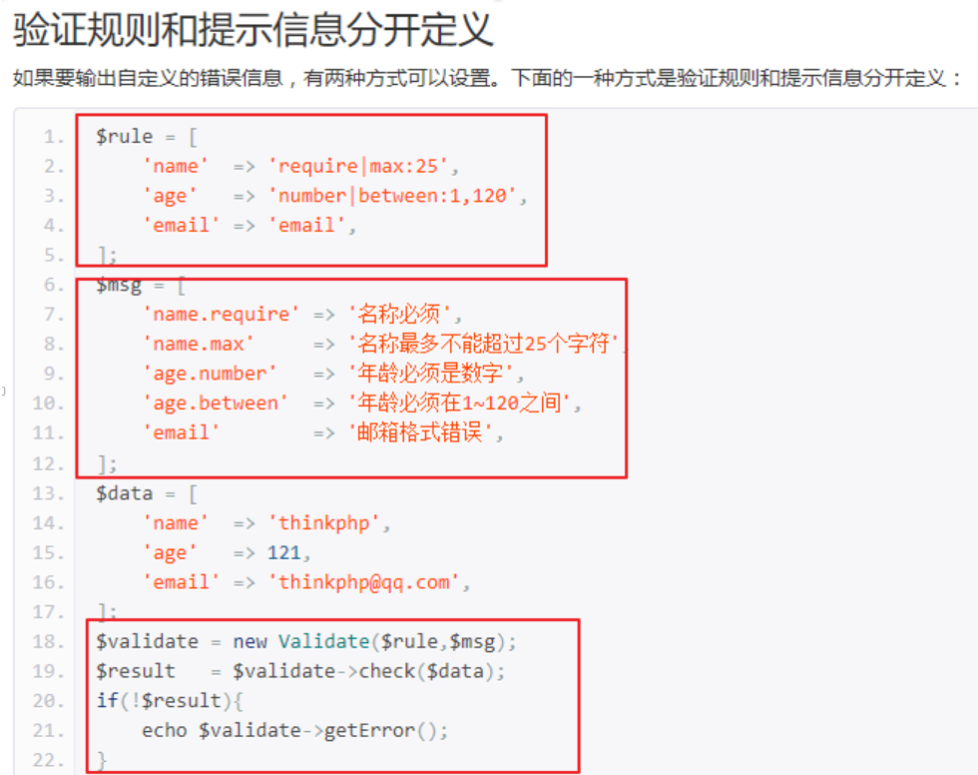 验证规则和提示信息分开定义
如果要输出自定义的错误信息，有两种方式可以设置。下面的一种方式是验证规则和提示信息分开定义：
1. $rule = [
2.     'name'  => 'require|max:25',
3.     'age'   => 'number|between:1,120',
4.     'email' => 'email',
5. ];
6. $msg = [
7.     'name.require' => '名称必须',
8.     'name.max'     => '名称最多不能超过25个字符',
9.     'age.number'   => '年龄必须是数字',
10.     'age.between'  => '年龄必须在1~120之间',
11.     'email'        => '邮箱格式错误',
12. ];
13. $data = [
14.     'name'  => 'thinkphp',
15.     'age'   => 121,
16.     'email' => 'thinkphp@qq.com',
17. ];
18. $validate = new Validate($rule,$msg);
19. $result   = $validate->check($data);
20. if(!$result){
21.     echo $validate->getError();
22. }